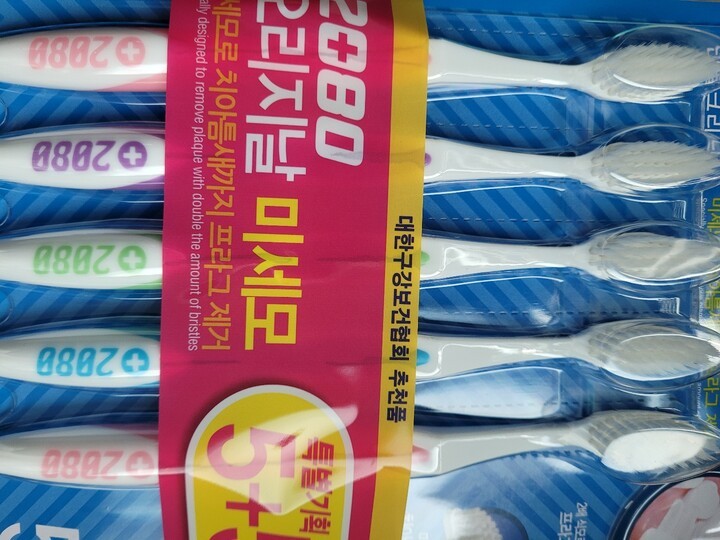 2080
오리지날 미세모
세모로 치아틈새까지 프라그 제거
ally designed to remove plaque with double the amount of bristles
대한구강보건협회 추천품
특별기획
5+5
2080
2080
2080
2080
2080